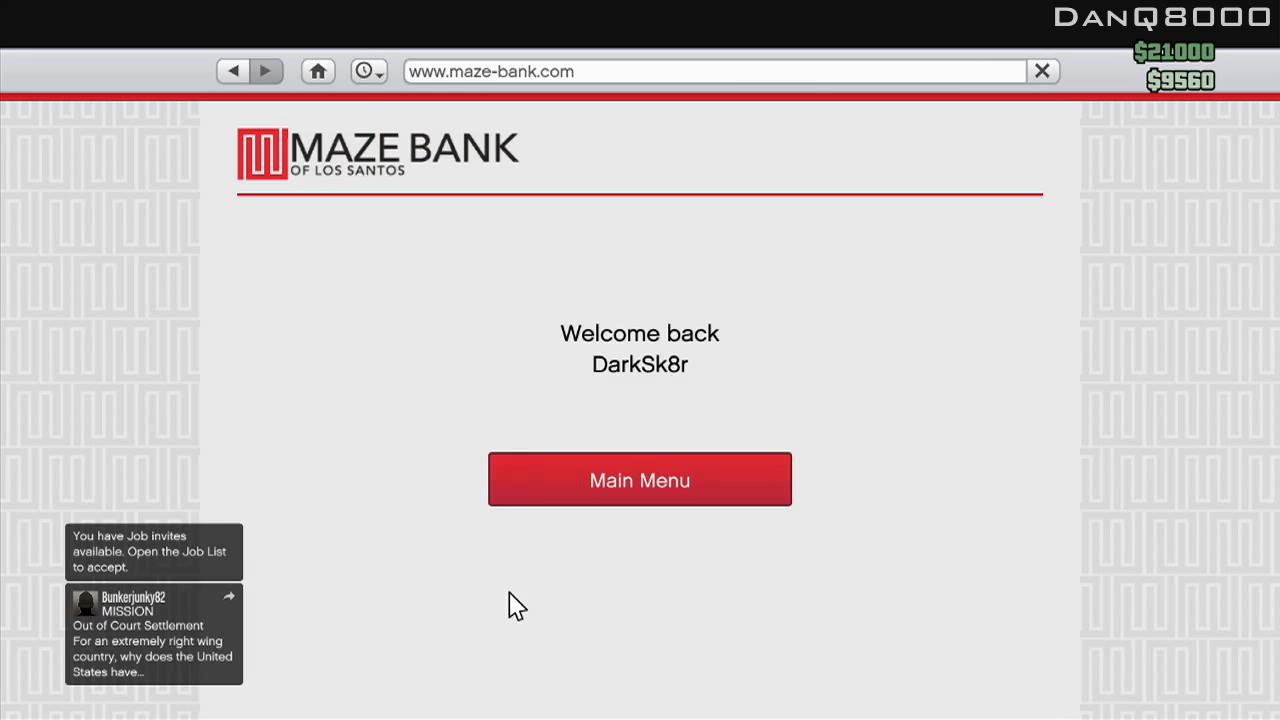 DanQ8000
$21000
$9560
www.maze-bank.com
MAZE BANK
OF LOS SANTOS
Welcome back
DarkSk8r
Main Menu
You have Job invites
available. Open the Job List
to accept.
Bunkerjunky82
MISSION
Out of Court Settlement
For an extremely right wing
country, why does the United
States have...